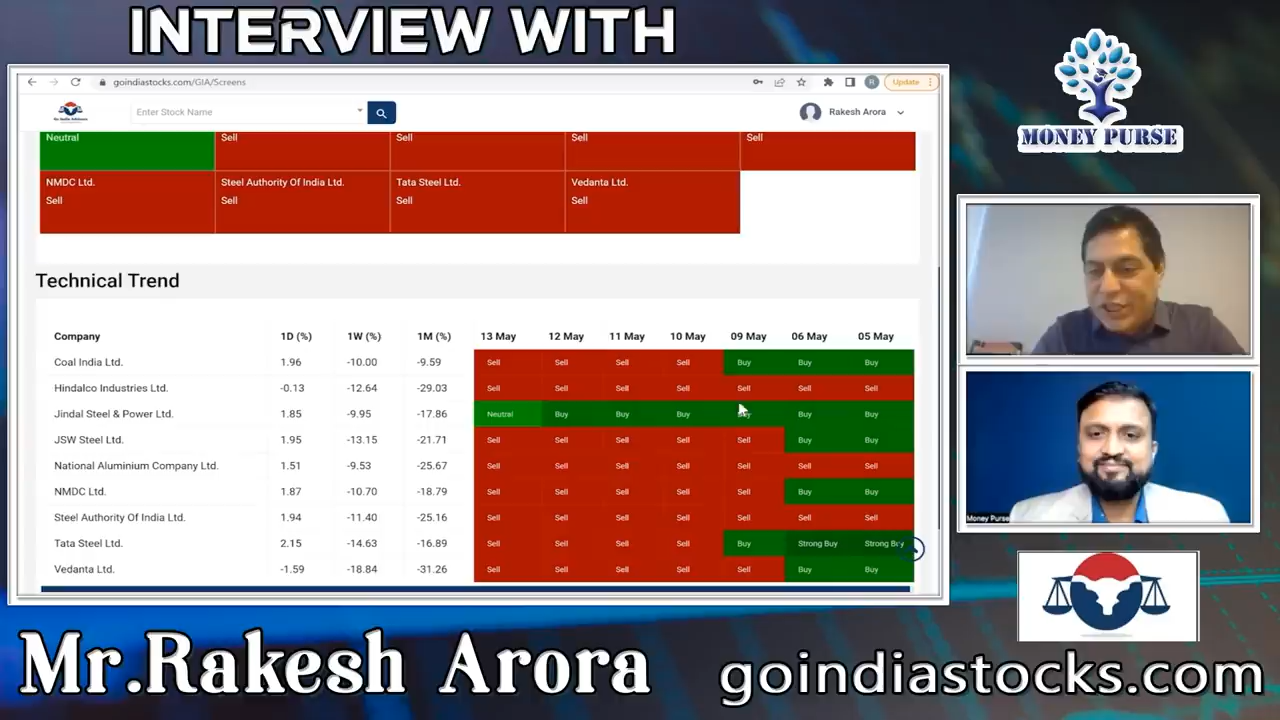 INTERVIEW WITH
goindiastocks.com/GIA/Screens
Update
Go India Advisors
Enter Stock Name
Rakesh Arora
Neutral Sell Sell Sell Sell
NMDC Ltd. Steel Authority Of India Ltd. Tata Steel Ltd. Vedanta Ltd.
Sell Sell Sell Sell
Technical Trend
Company 1D (%) 1W (%) 1M (%) 13 May 12 May 11 May 10 May 09 May 06 May 05 May
Coal India Ltd. 1.96 -10.00 -9.59 Sell Sell Sell Sell Buy Buy Buy
Hindalco Industries Ltd. -0.13 -12.64 -29.03 Sell Sell Sell Sell Sell Sell Sell
Jindal Steel & Power Ltd. 1.85 -9.95 -17.86 Neutral Buy Buy Buy Buy Buy Buy
JSW Steel Ltd. 1.95 -13.15 -21.71 Sell Sell Sell Sell Sell Buy Buy
National Aluminium Company Ltd. 1.51 -9.53 -25.67 Sell Sell Sell Sell Sell Sell Sell
NMDC Ltd. 1.87 -10.70 -18.79 Sell Sell Sell Sell Sell Buy Buy
Steel Authority Of India Ltd. 1.94 -11.40 -25.16 Sell Sell Sell Sell Sell Sell Sell
Tata Steel Ltd. 2.15 -14.63 -16.89 Sell Sell Sell Sell Buy Strong Buy Strong Buy
Vedanta Ltd. -1.59 -18.84 -31.26 Sell Sell Sell Sell Sell Buy Buy
MONEY PURSE
R
Money Purse
Mr.Rakesh Arora
goindiastocks.com